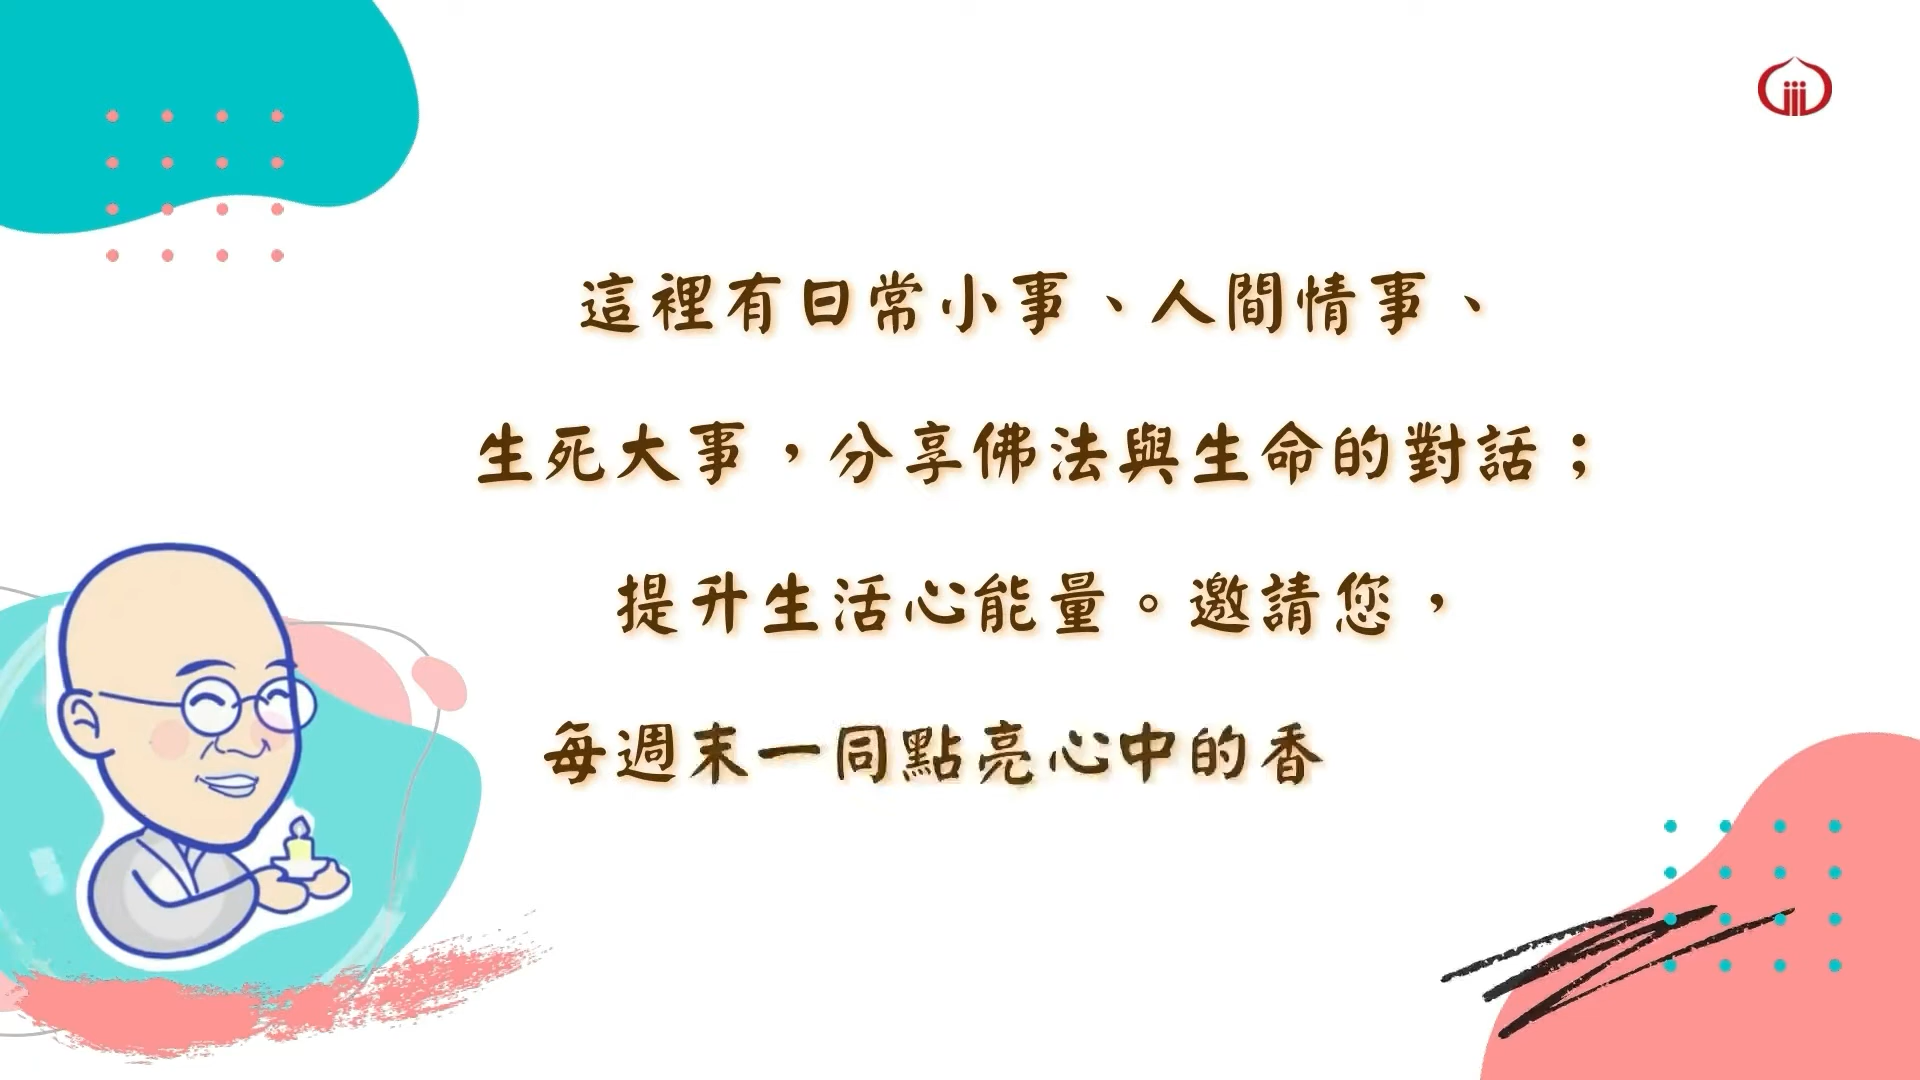 這裡有日常小事、人間情事、
生死大事，分享佛法與生命的對話；
提升生活心能量。邀請您，
每週末一同點亮心中的香